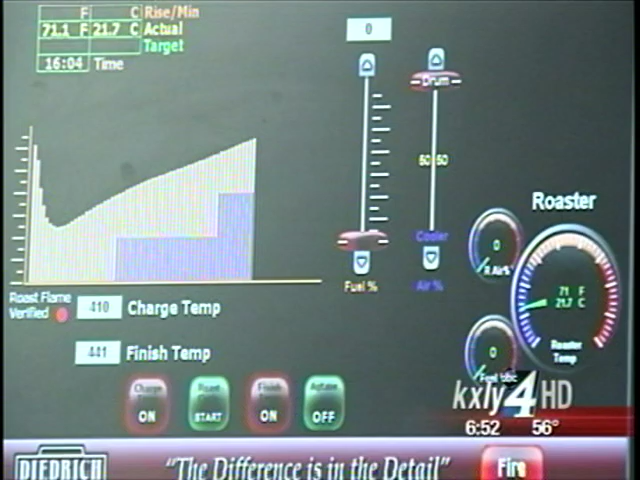 F C Rise/Min
71.1 F 21.7 C Actual
Target
16:04 Time
0
Drum
50 50
Cooler
Fuel % Air %
Roaster
0
R.Air%
71 F
21.7 C
Roaster
Temp
0
Roast Flame
Verified
410 Charge Temp
441 Finish Temp
Charge ON
Roast START
Finish ON
OFF
kxly4HD
6:52 56°
DIEDRICH "The Difference is in the Detail" Fire